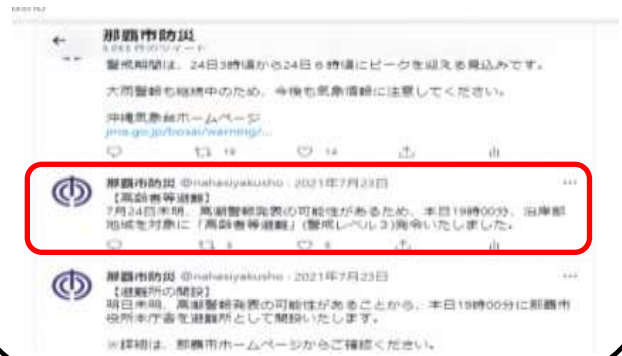 那覇市防災
件のツイート
警戒期間は、24日3時頃から24日6時頃にピークを迎える見込みです。
大雨警報も継続中のため、今後も気象情報に注意してください。
沖縄気象台ホームページ
jma.go.jp/bosai/warning/...
19 14
那覇市防災 @nahasiyakusho · 2021年7月23日
【高齢者等避難】
7月24日未明、高潮警報発表の可能性があるため、本日19時00分、沿岸部
地域を対象に「高齢者等避難」(警戒レベル3)発令いたしました。
那覇市防災 @nahasiyakusho · 2021年7月23日
【避難所の開設】
明日未明、高潮警報発表の可能性があることから、本日19時00分に那覇市
役所本庁舎を避難所として開設いたします。
※詳細は、那覇市ホームページからご確認ください。